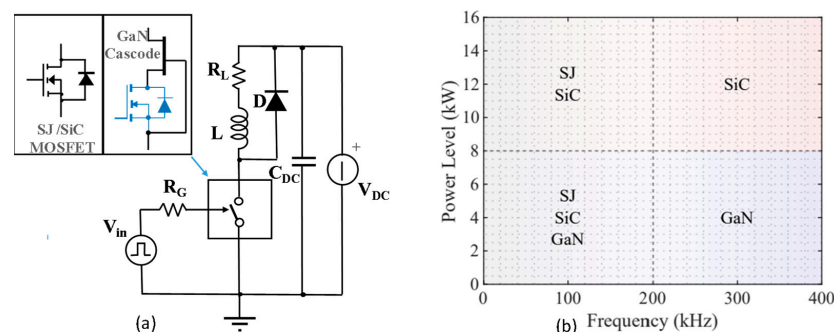 GaN
Cascode
SJ /SiC
MOSFET
R_L
D
L
C_DC
V_DC
R_G
V_in
+
(a)
Power Level (kW)
16
14
12
10
8
6
4
2
0
SJ
SiC
SiC
SJ
SiC
GaN
GaN
0
100
200
300
400
Frequency (kHz)
(b)